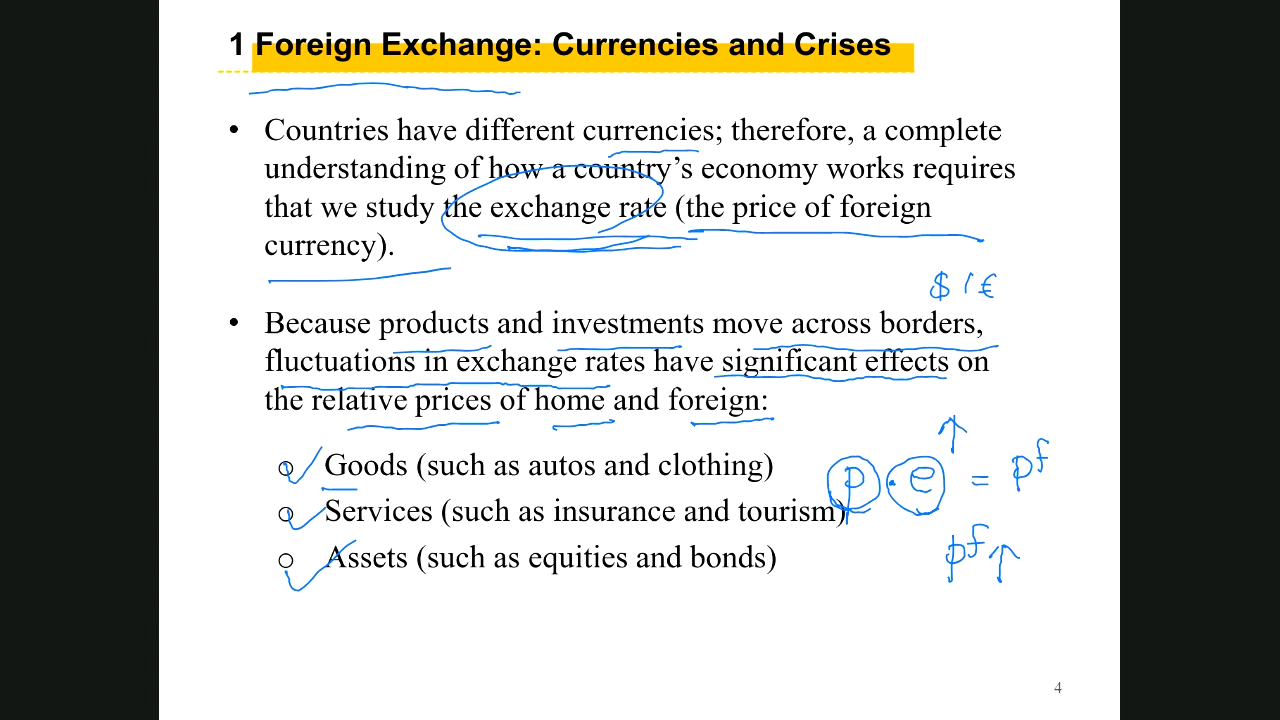 1 Foreign Exchange: Currencies and Crises
• Countries have different currencies; therefore, a complete
understanding of how a country's economy works requires
that we study the exchange rate (the price of foreign
currency).
$ / €
• Because products and investments move across borders,
fluctuations in exchange rates have significant effects on
the relative prices of home and foreign:
o Goods (such as autos and clothing)
p · e ↑ = p^f
o Services (such as insurance and tourism)
p^f ↑
o Assets (such as equities and bonds)
4